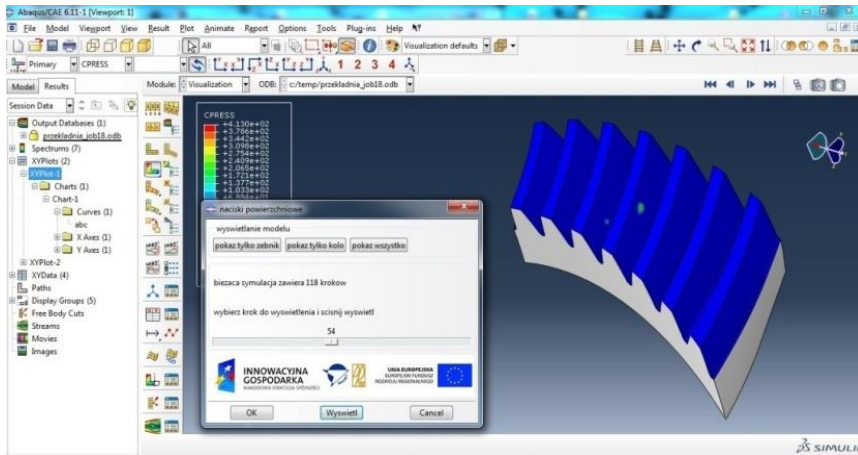 Abaqus/CAE 6.11-1 [Viewport: 1]
File Model Viewport View Result Plot Animate Report Options Tools Plug-ins Help
All
Visualization defaults
Primary CPRESS
1 2 3 4
Model Results
Module: Visualization ODB: c:/temp/przekladnia_job18.odb
Session Data
Output Databases (1)
przekladnia_job18.odb
Spectrums (7)
XYPlots (2)
XYPlot-1
Charts (1)
Chart-1
Curves (1)
abc
X Axes (1)
Y Axes (1)
XYPlot-2
XYData (4)
Paths
Display Groups (5)
Free Body Cuts
Streams
Movies
Images
CPRESS
+4.130e+02
+3.786e+02
+3.442e+02
+3.098e+02
+2.754e+02
+2.409e+02
+2.065e+02
+1.721e+02
+1.377e+02
+1.033e+02
naciski powierzchniowe
wyswietlanie modelu
pokaz tylko zebnik pokaz tylko kolo pokaz wszystko
biezaca symulacja zawiera 118 krokow
wybierz krok do wyswietlenia i scisnij wyswietl
54
INNOWACYJNA
GOSPODARKA
NARODOWA STRATEGIA SPÓJNOŚCI
UNIA EUROPEJSKA
EUROPEJSKI FUNDUSZ
ROZWOJU REGIONALNEGO
OK Wyswietl Cancel
SIMULIA